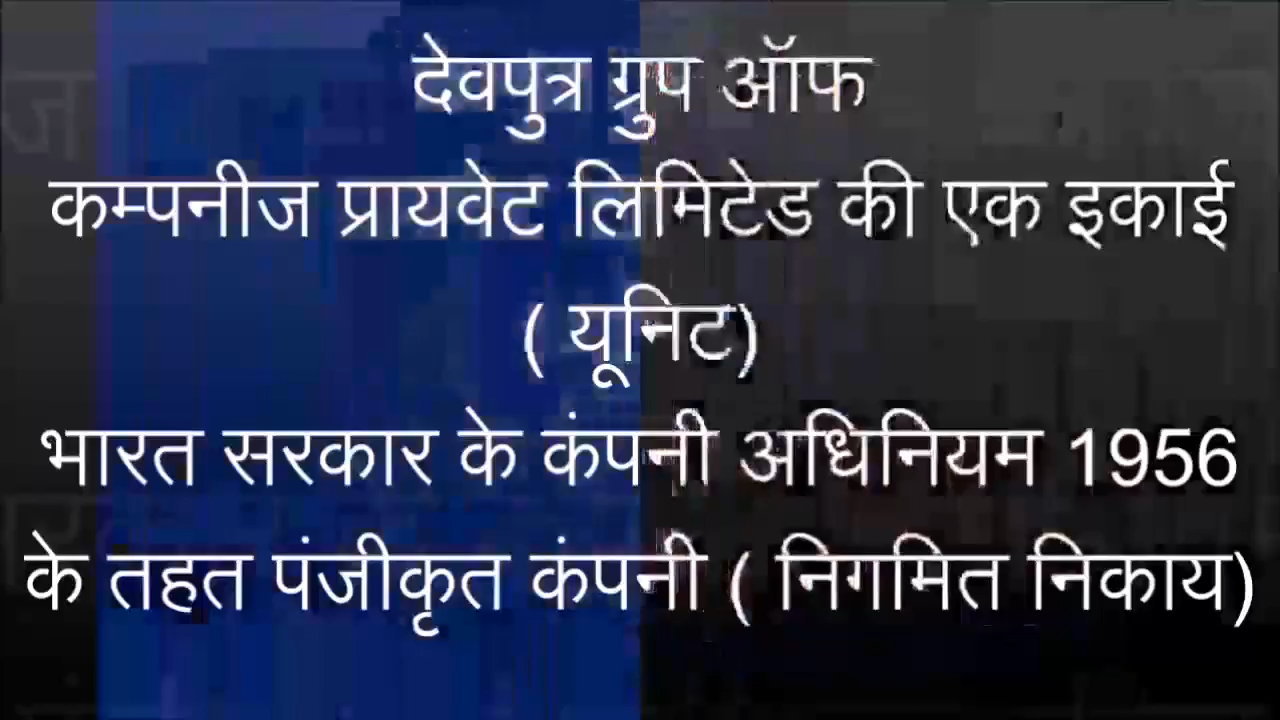 देवपुत्र ग्रुप ऑफ
कम्पनीज प्रायवेट लिमिटेड की एक इकाई
( यूनिट)
भारत सरकार के कंपनी अधिनियम 1956
के तहत पंजीकृत कंपनी ( निगमित निकाय)